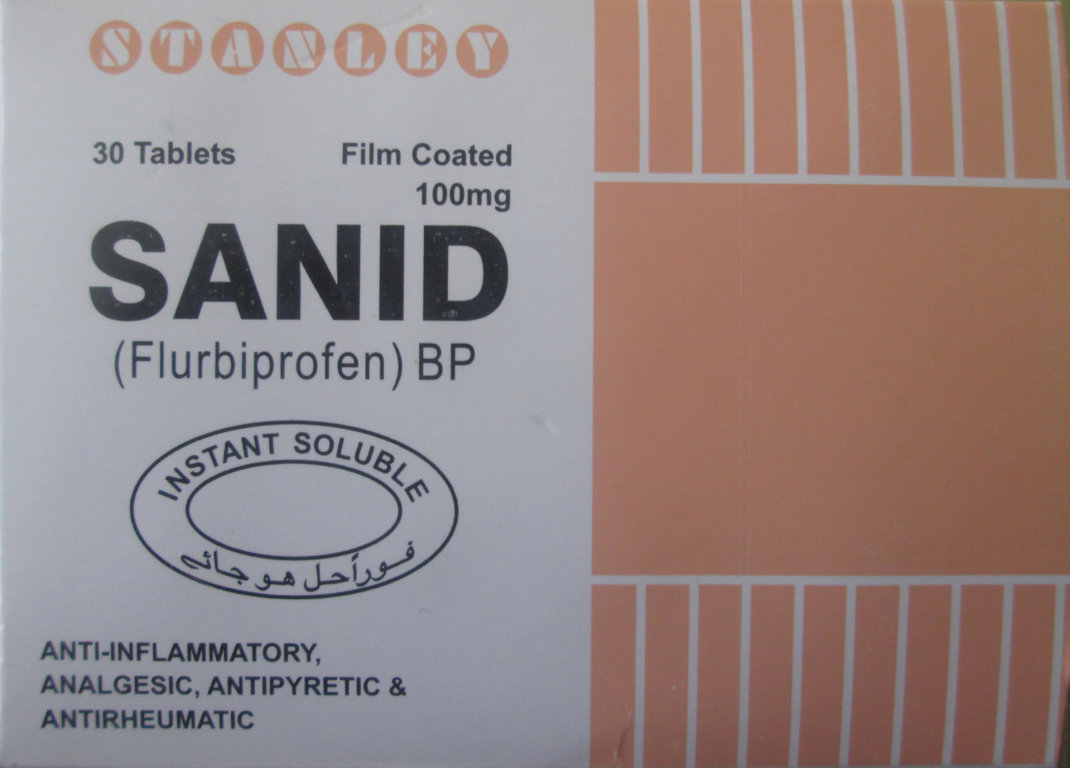 STANLEY
30 Tablets Film Coated
100mg
SANID
(Flurbiprofen) BP
INSTANT SOLUBLE
فوراً حل هو جائے
ANTI-INFLAMMATORY,
ANALGESIC, ANTIPYRETIC &
ANTIRHEUMATIC